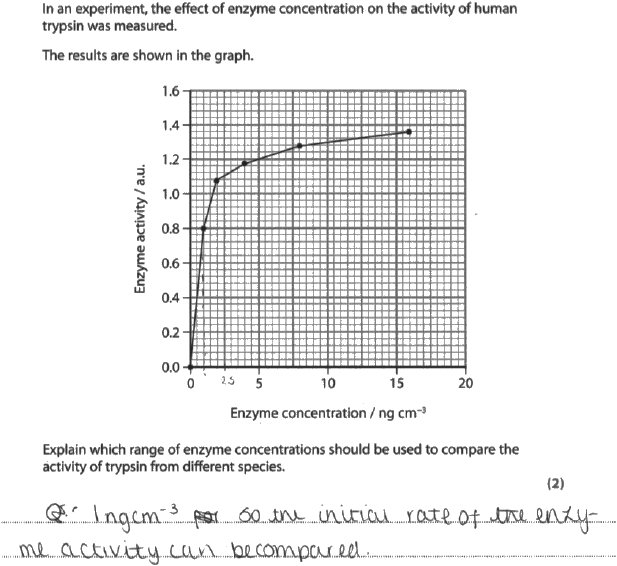 In an experiment, the effect of enzyme concentration on the activity of human
trypsin was measured.
The results are shown in the graph.
1.6
1.4
1.2
1.0
0.8
0.6
0.4
0.2
0.0
Enzyme activity / a.u.
0 2.5 5 10 15 20
Enzyme concentration / ng cm⁻³
Explain which range of enzyme concentrations should be used to compare the
activity of trypsin from different species.
(2)
1ngcm⁻³ so the initial rate of the enzy-
me activity can be compared.